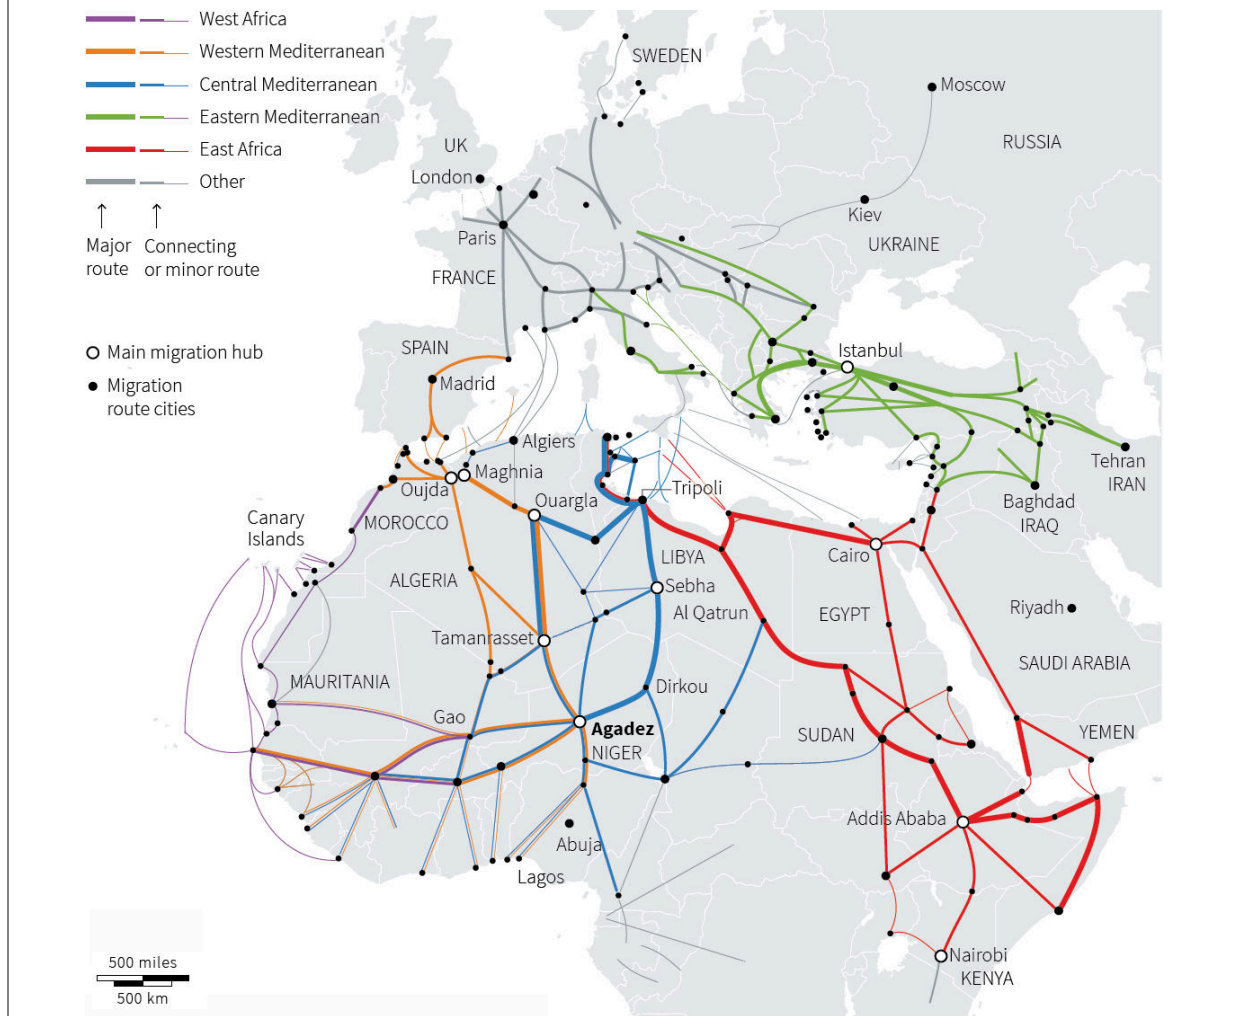 West Africa
Western Mediterranean
Central Mediterranean
Eastern Mediterranean
East Africa
Other
Major
route
Connecting
or minor route
Main migration hub
Migration
route cities
SWEDEN
Moscow
RUSSIA
UK
London
Kiev
UKRAINE
Paris
FRANCE
SPAIN
Madrid
Istanbul
Algiers
Maghnia
Oujda
Ouargla
Tripoli
Tehran
IRAN
Baghdad
IRAQ
Canary
Islands
MOROCCO
Cairo
LIBYA
ALGERIA
Sebha
Al Qatrun
EGYPT
Riyadh
Tamanrasset
SAUDI ARABIA
MAURITANIA
Dirkou
Gao
Agadez
NIGER
SUDAN
YEMEN
Addis Ababa
Abuja
Lagos
Nairobi
KENYA
500 miles
500 km